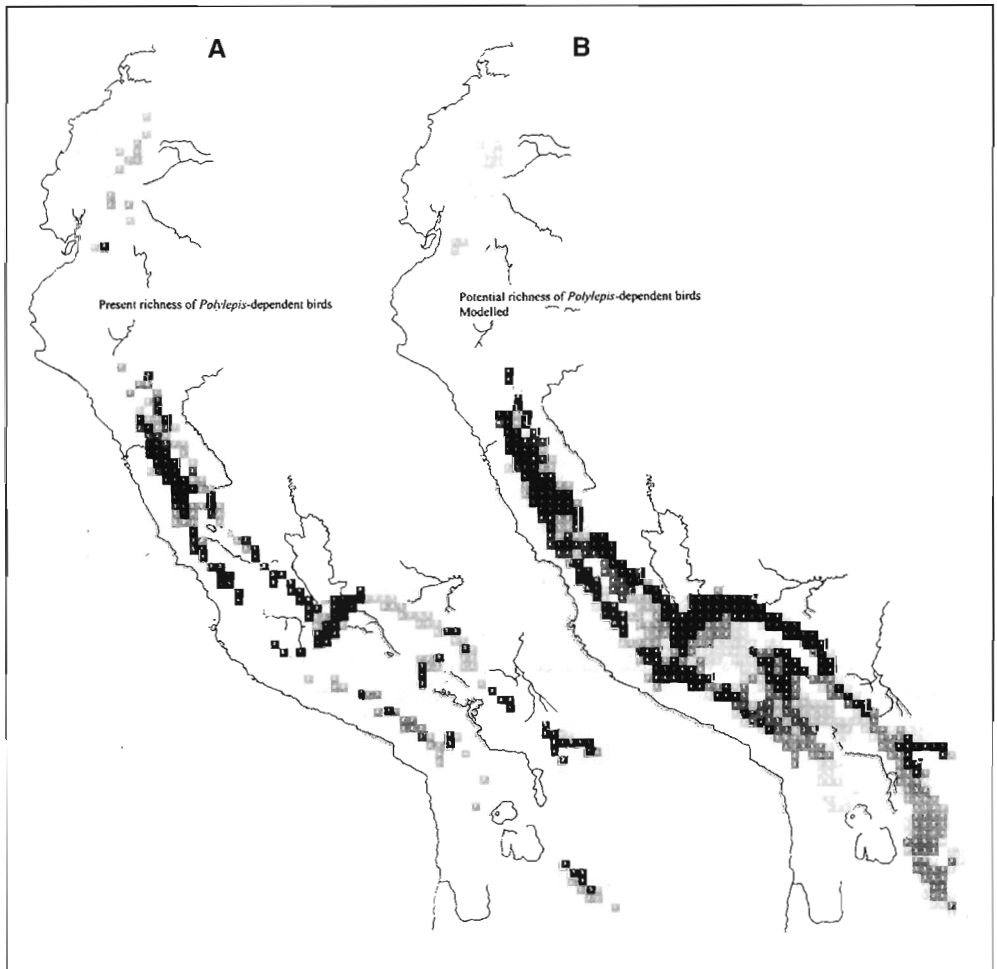 A
B
Present richness of Polylepis-dependent birds
Potential richness of Polylepis-dependent birds
Modelled